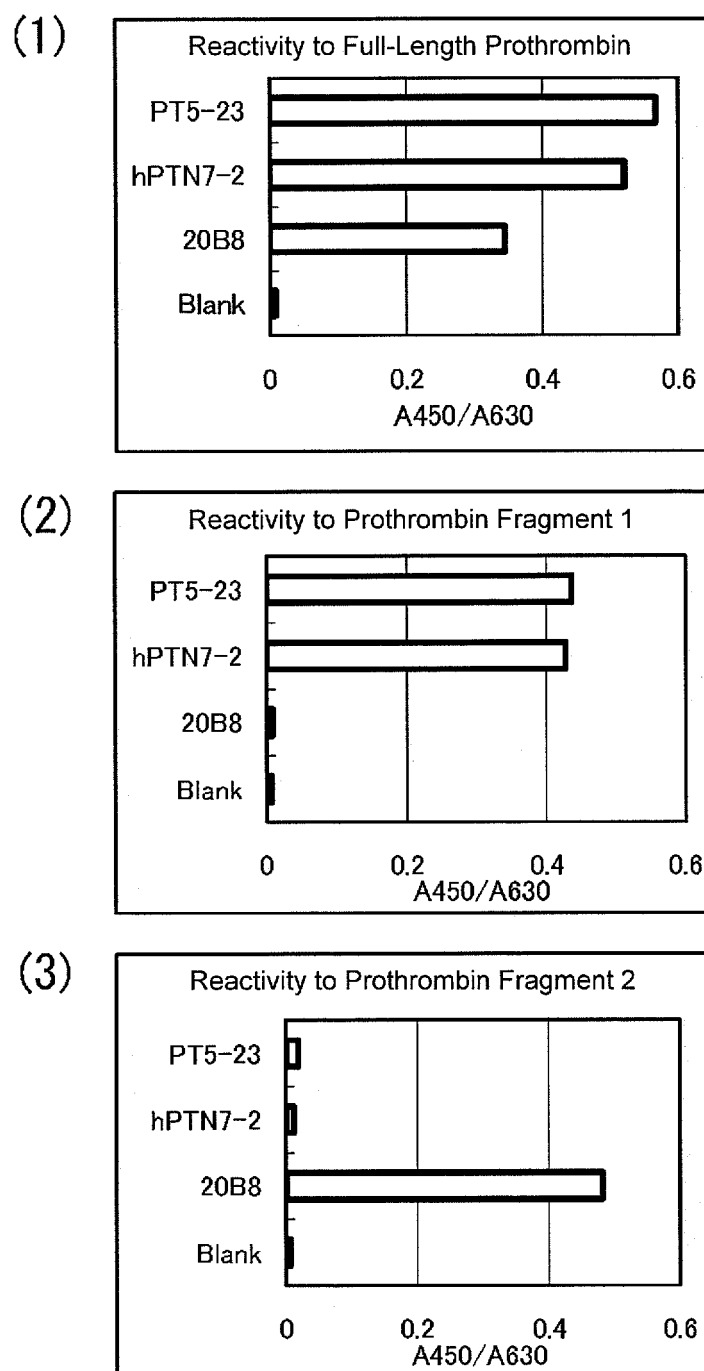 (1)
Reactivity to Full-Length Prothrombin
PT5-23
hPTN7-2
20B8
Blank
0 0.2 0.4 0.6
A450/A630
(2)
Reactivity to Prothrombin Fragment 1
PT5-23
hPTN7-2
20B8
Blank
0 0.2 0.4 0.6
A450/A630
(3)
Reactivity to Prothrombin Fragment 2
PT5-23
hPTN7-2
20B8
Blank
0 0.2 0.4 0.6
A450/A630